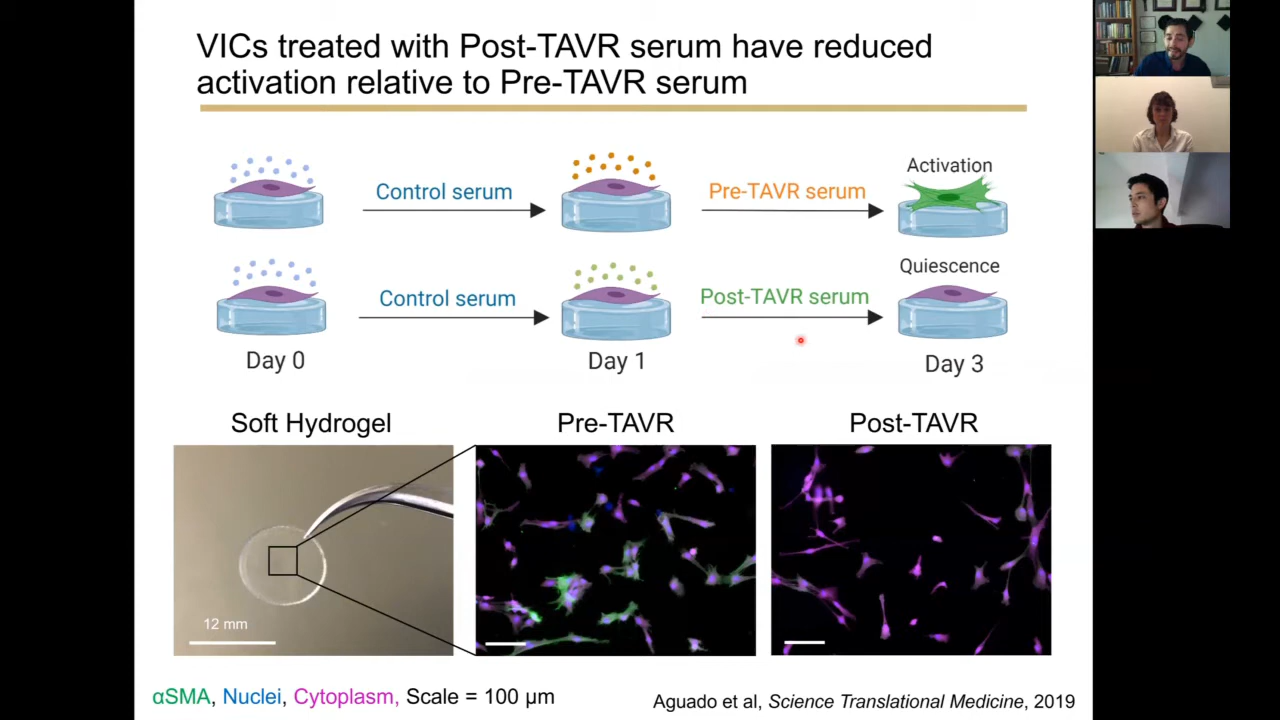 VICs treated with Post-TAVR serum have reduced
activation relative to Pre-TAVR serum
Control serum
Pre-TAVR serum
Activation
Control serum
Post-TAVR serum
Quiescence
Day 0
Day 1
Day 3
Soft Hydrogel
Pre-TAVR
Post-TAVR
12 mm
αSMA, Nuclei, Cytoplasm, Scale = 100 µm
Aguado et al, Science Translational Medicine, 2019